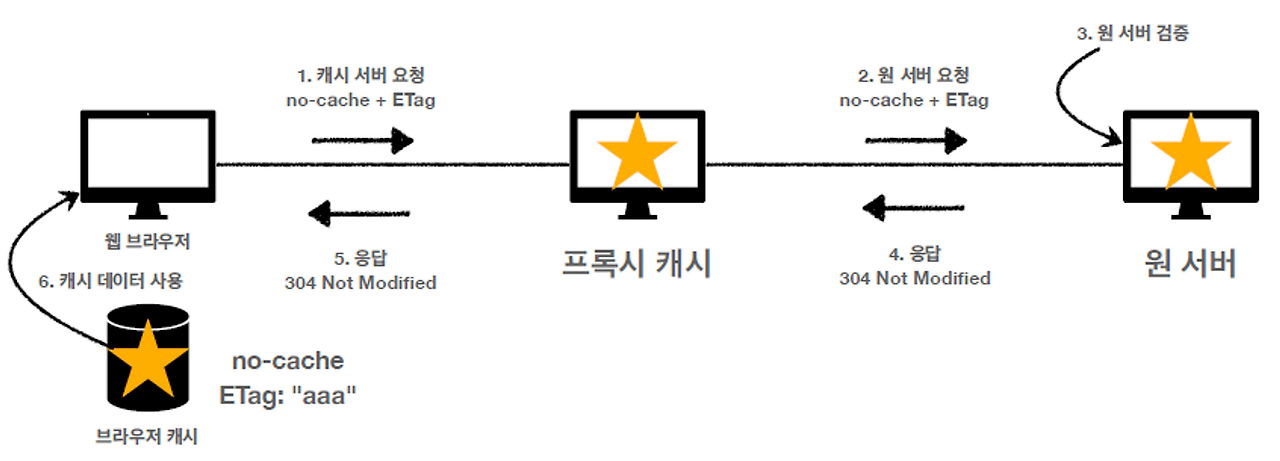 3. 원 서버 검증
1. 캐시 서버 요청
no-cache + ETag
2. 원 서버 요청
no-cache + ETag
웹 브라우저
5. 응답
304 Not Modified
프록시 캐시
4. 응답
304 Not Modified
원 서버
6. 캐시 데이터 사용
no-cache
ETag: "aaa"
브라우저 캐시